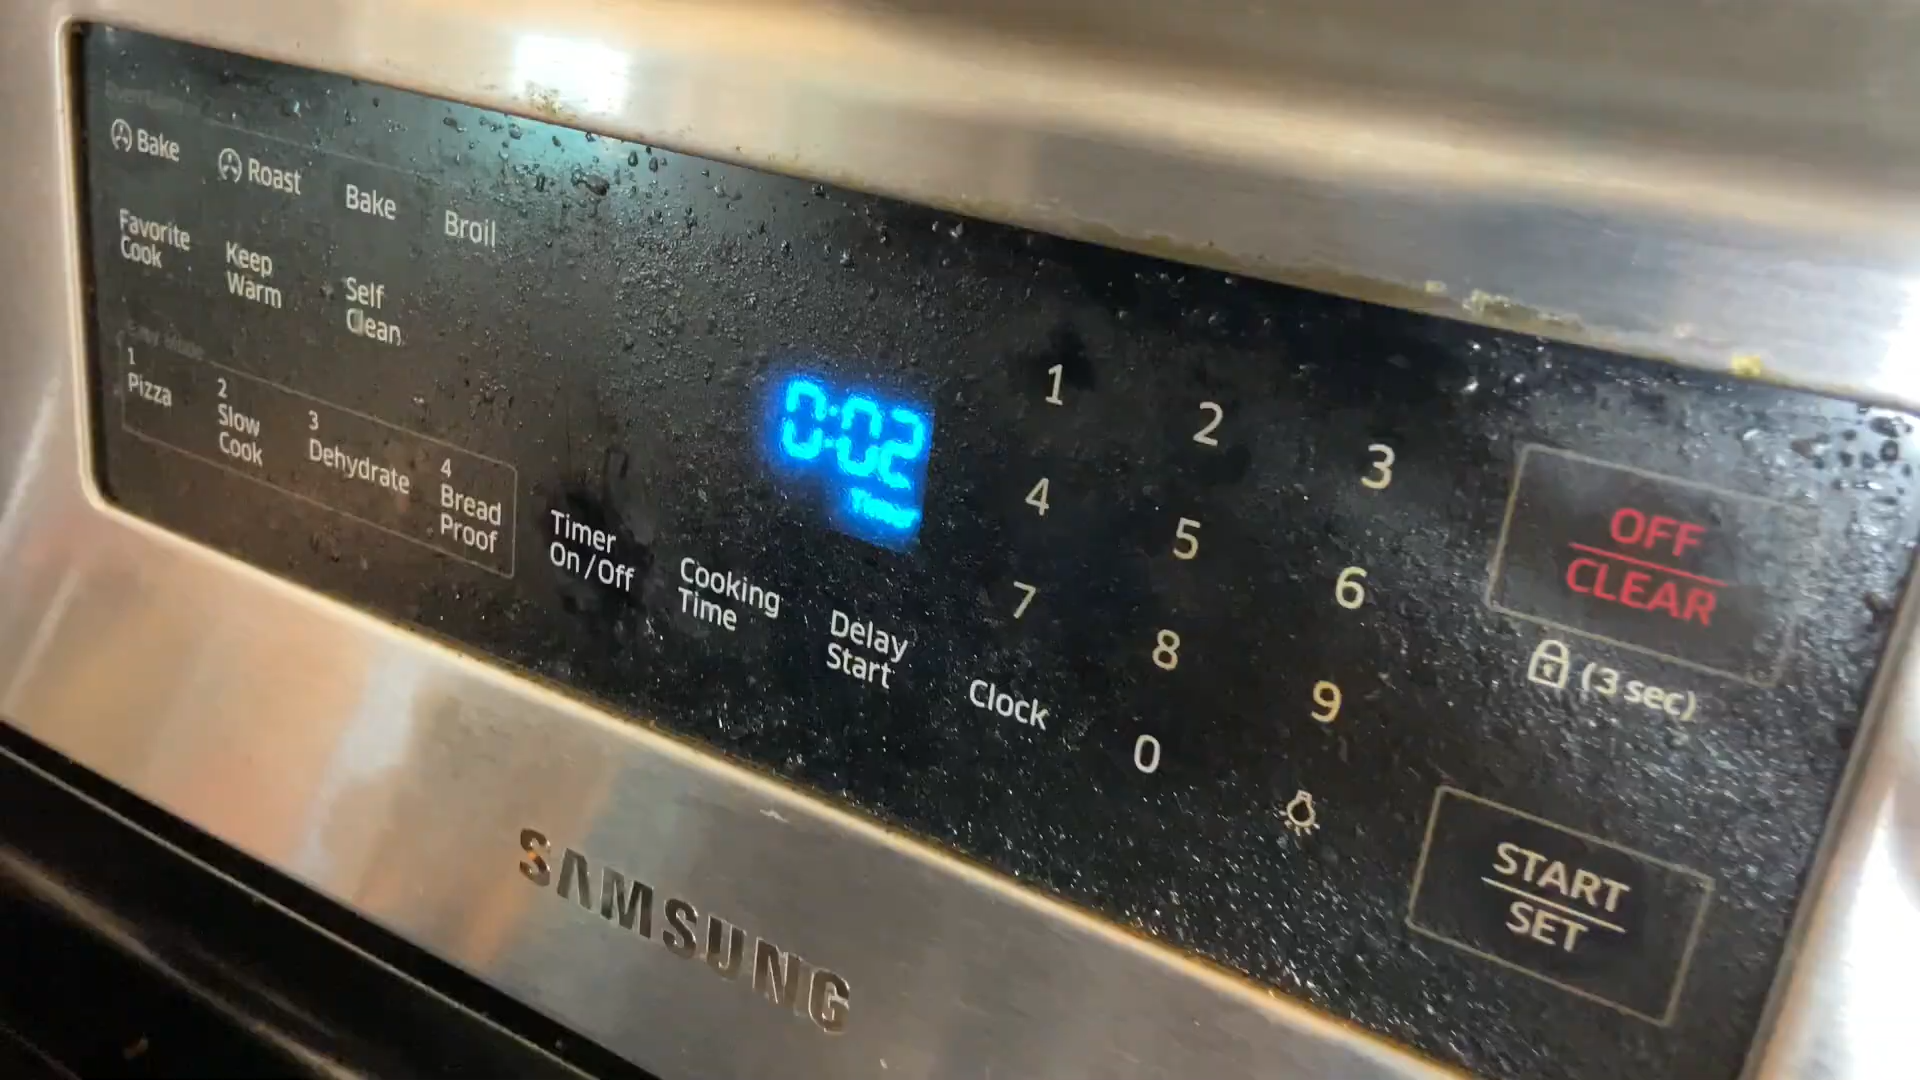 Bake
Roast
Bake
Broil
Favorite
Cook
Keep
Warm
Self
Clean
1
Pizza
2
Slow
Cook
3
Dehydrate
4
Bread
Proof
Timer
On/Off
Cooking
Time
Delay
Start
Clock
0:02
Timer
1
2
3
4
5
6
7
8
9
0
OFF
CLEAR
(3 sec)
START
SET
SAMSUNG